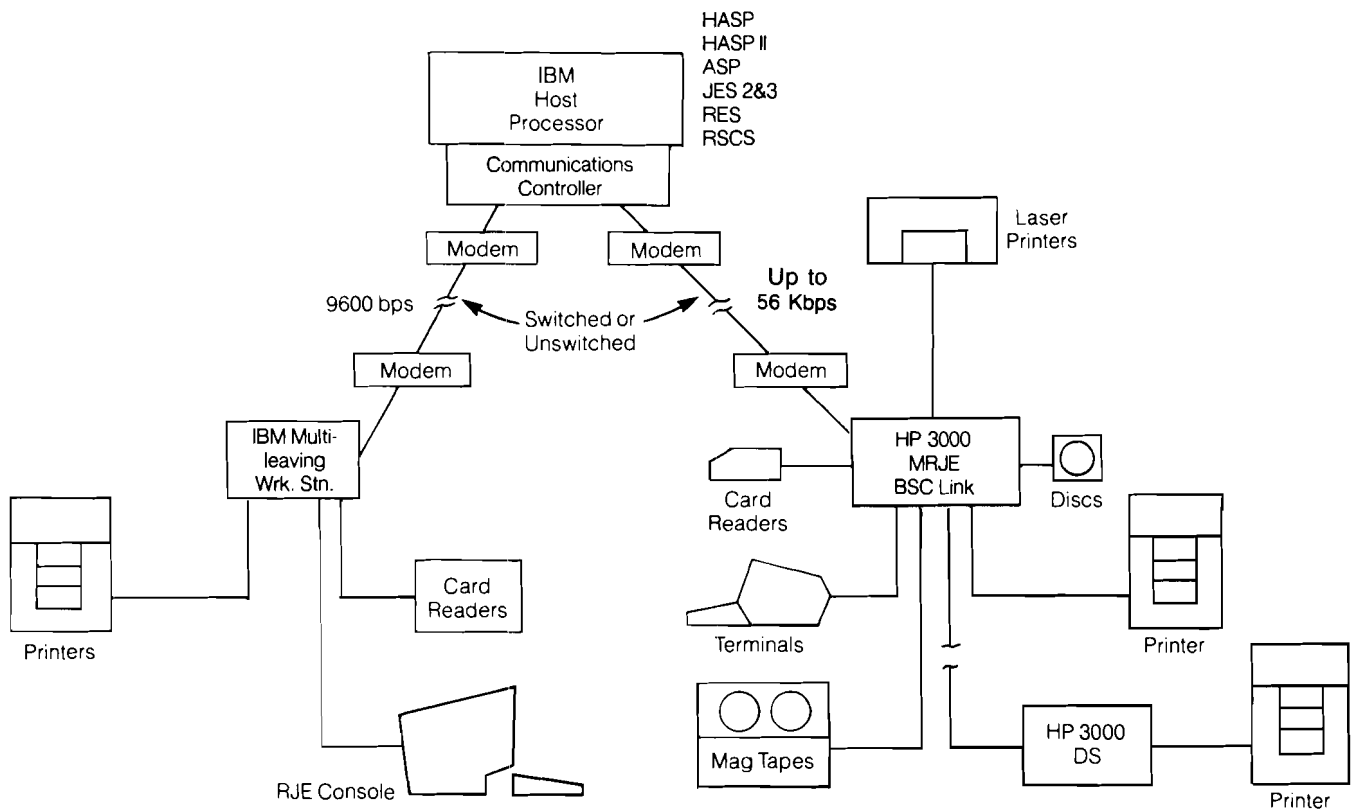 HASP
HASP II
ASP
JES 2&3
RES
RSCS
IBM
Host
Processor
Communications
Controller
Modem
Modem
Laser
Printers
9600 bps
Switched or
Unswitched
Up to
56 Kbps
Modem
Modem
IBM Multi-
leaving
Wrk. Stn.
HP 3000
MRJE
BSC Link
Card
Readers
Discs
Printers
Card
Readers
Terminals
Printer
Mag Tapes
HP 3000
DS
RJE Console
Printer